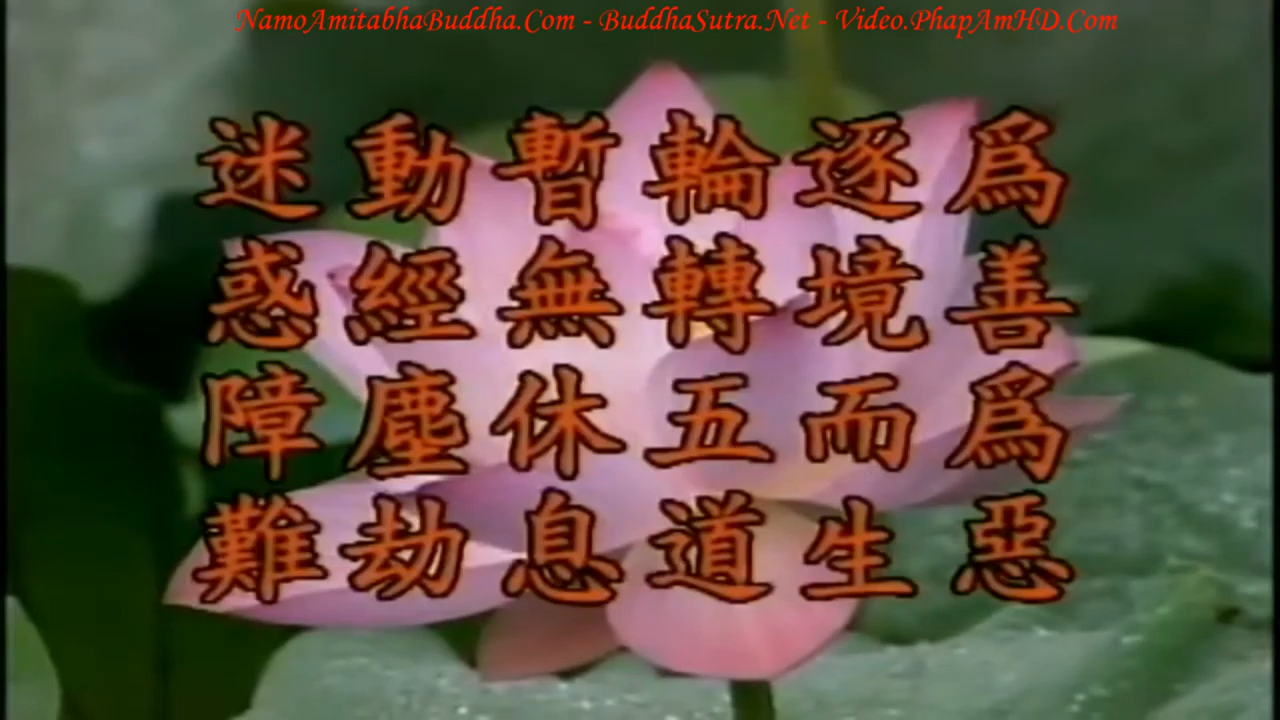 NamoAmitabhaBuddha.Com - BuddhaSutra.Net - Video.PhapAmHD.Com
爲善爲惡
逐境而生
輪轉五道
暫無休息
動經塵劫
迷惑障難